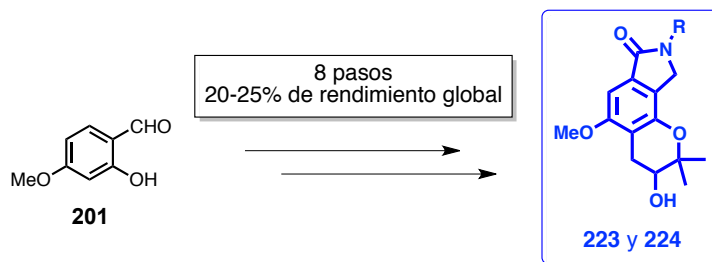 8 pasos
20-25% de rendimiento global
CHO
MeO
OH
201
R
O
N
MeO
O
OH
223 y 224